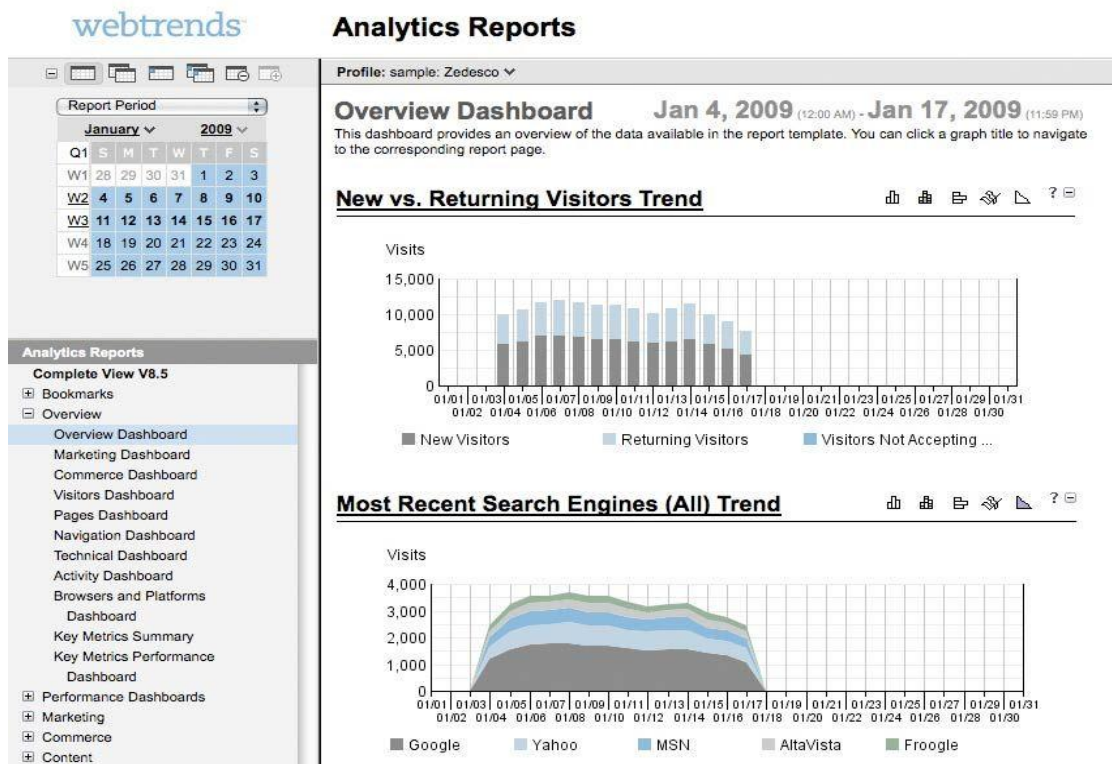 webtrends
Analytics Reports
Profile: sample: Zedesco
Report Period
January 2009
Q1 S M T W T F S
W1 28 29 30 31 1 2 3
W2 4 5 6 7 8 9 10
W3 11 12 13 14 15 16 17
W4 18 19 20 21 22 23 24
W5 25 26 27 28 29 30 31
Analytics Reports
Complete View V8.5
Bookmarks
Overview
Overview Dashboard
Marketing Dashboard
Commerce Dashboard
Visitors Dashboard
Pages Dashboard
Navigation Dashboard
Technical Dashboard
Activity Dashboard
Browsers and Platforms
Dashboard
Key Metrics Summary
Key Metrics Performance
Dashboard
Performance Dashboards
Marketing
Commerce
Content
Overview Dashboard Jan 4, 2009 (12:00 AM) - Jan 17, 2009 (11:59 PM)
This dashboard provides an overview of the data available in the report template. You can click a graph title to navigate
to the corresponding report page.
New vs. Returning Visitors Trend ?
Visits
15,000
10,000
5,000
0
01/01 01/03 01/05 01/07 01/09 01/11 01/13 01/15 01/17 01/19 01/21 01/23 01/25 01/27 01/29 01/31
01/02 01/04 01/06 01/08 01/10 01/12 01/14 01/16 01/18 01/20 01/22 01/24 01/26 01/28 01/30
New Visitors Returning Visitors Visitors Not Accepting ...
Most Recent Search Engines (All) Trend ?
Visits
4,000
3,000
2,000
1,000
0
01/01 01/03 01/05 01/07 01/09 01/11 01/13 01/15 01/17 01/19 01/21 01/23 01/25 01/27 01/29 01/31
01/02 01/04 01/06 01/08 01/10 01/12 01/14 01/16 01/18 01/20 01/22 01/24 01/26 01/28 01/30
Google Yahoo MSN AltaVista Froogle